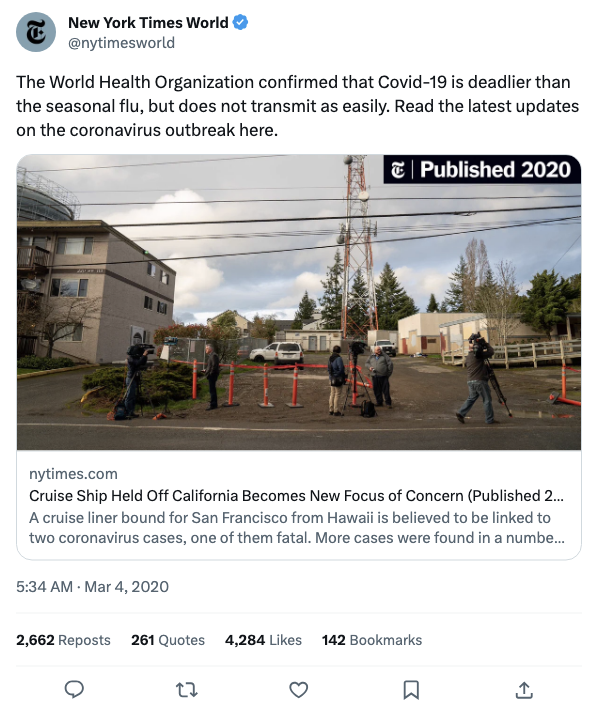 New York Times World
@nytimesworld
The World Health Organization confirmed that Covid-19 is deadlier than
the seasonal flu, but does not transmit as easily. Read the latest updates
on the coronavirus outbreak here.
T | Published 2020
nytimes.com
Cruise Ship Held Off California Becomes New Focus of Concern (Published 2...
A cruise liner bound for San Francisco from Hawaii is believed to be linked to
two coronavirus cases, one of them fatal. More cases were found in a numbe...
5:34 AM · Mar 4, 2020
2,662 Reposts 261 Quotes 4,284 Likes 142 Bookmarks